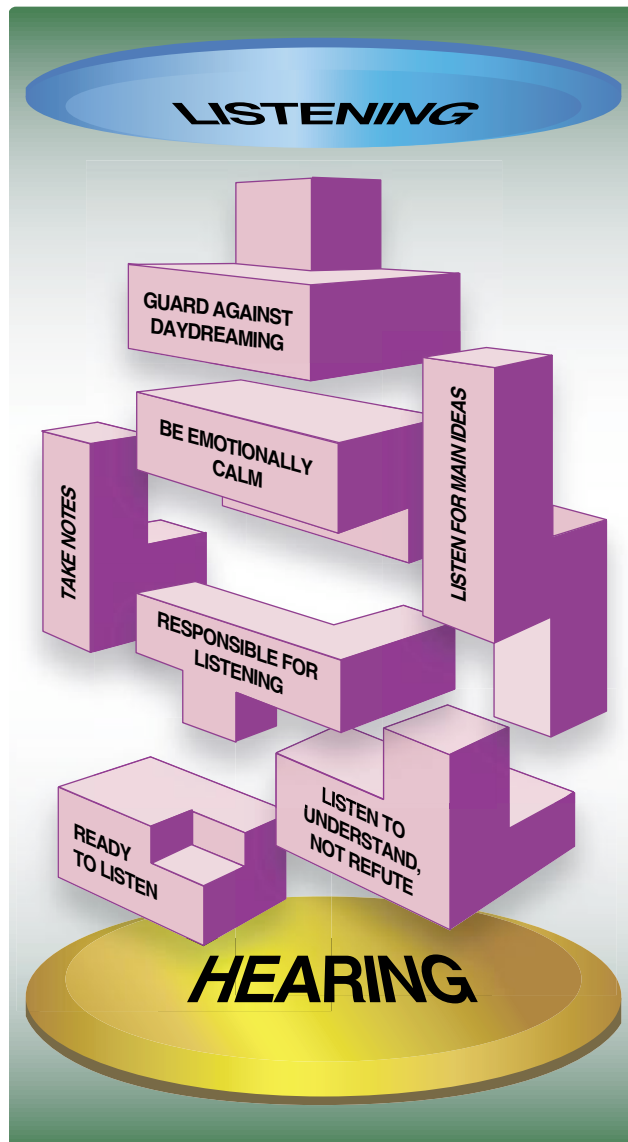 LISTENING
GUARD AGAINST
DAYDREAMING
BE EMOTIONALLY
CALM
LISTEN FOR MAIN IDEAS
TAKE NOTES
RESPONSIBLE FOR
LISTENING
LISTEN TO
UNDERSTAND,
NOT REFUTE
READY
TO LISTEN
HEARING